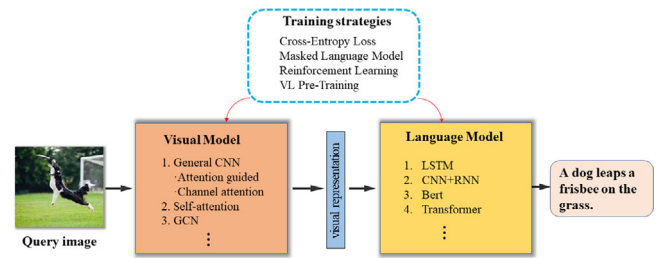 Training strategies
Cross-Entropy Loss
Masked Language Model
Reinforcement Learning
VL Pre-Training
Visual Model
1. General CNN
·Attention guided
·Channel attention
2. Self-attention
3. GCN
⋮
visual representation
Language Model
1. LSTM
2. CNN+RNN
3. Bert
4. Transformer
⋮
A dog leaps a
frisbee on the
grass.
Query image